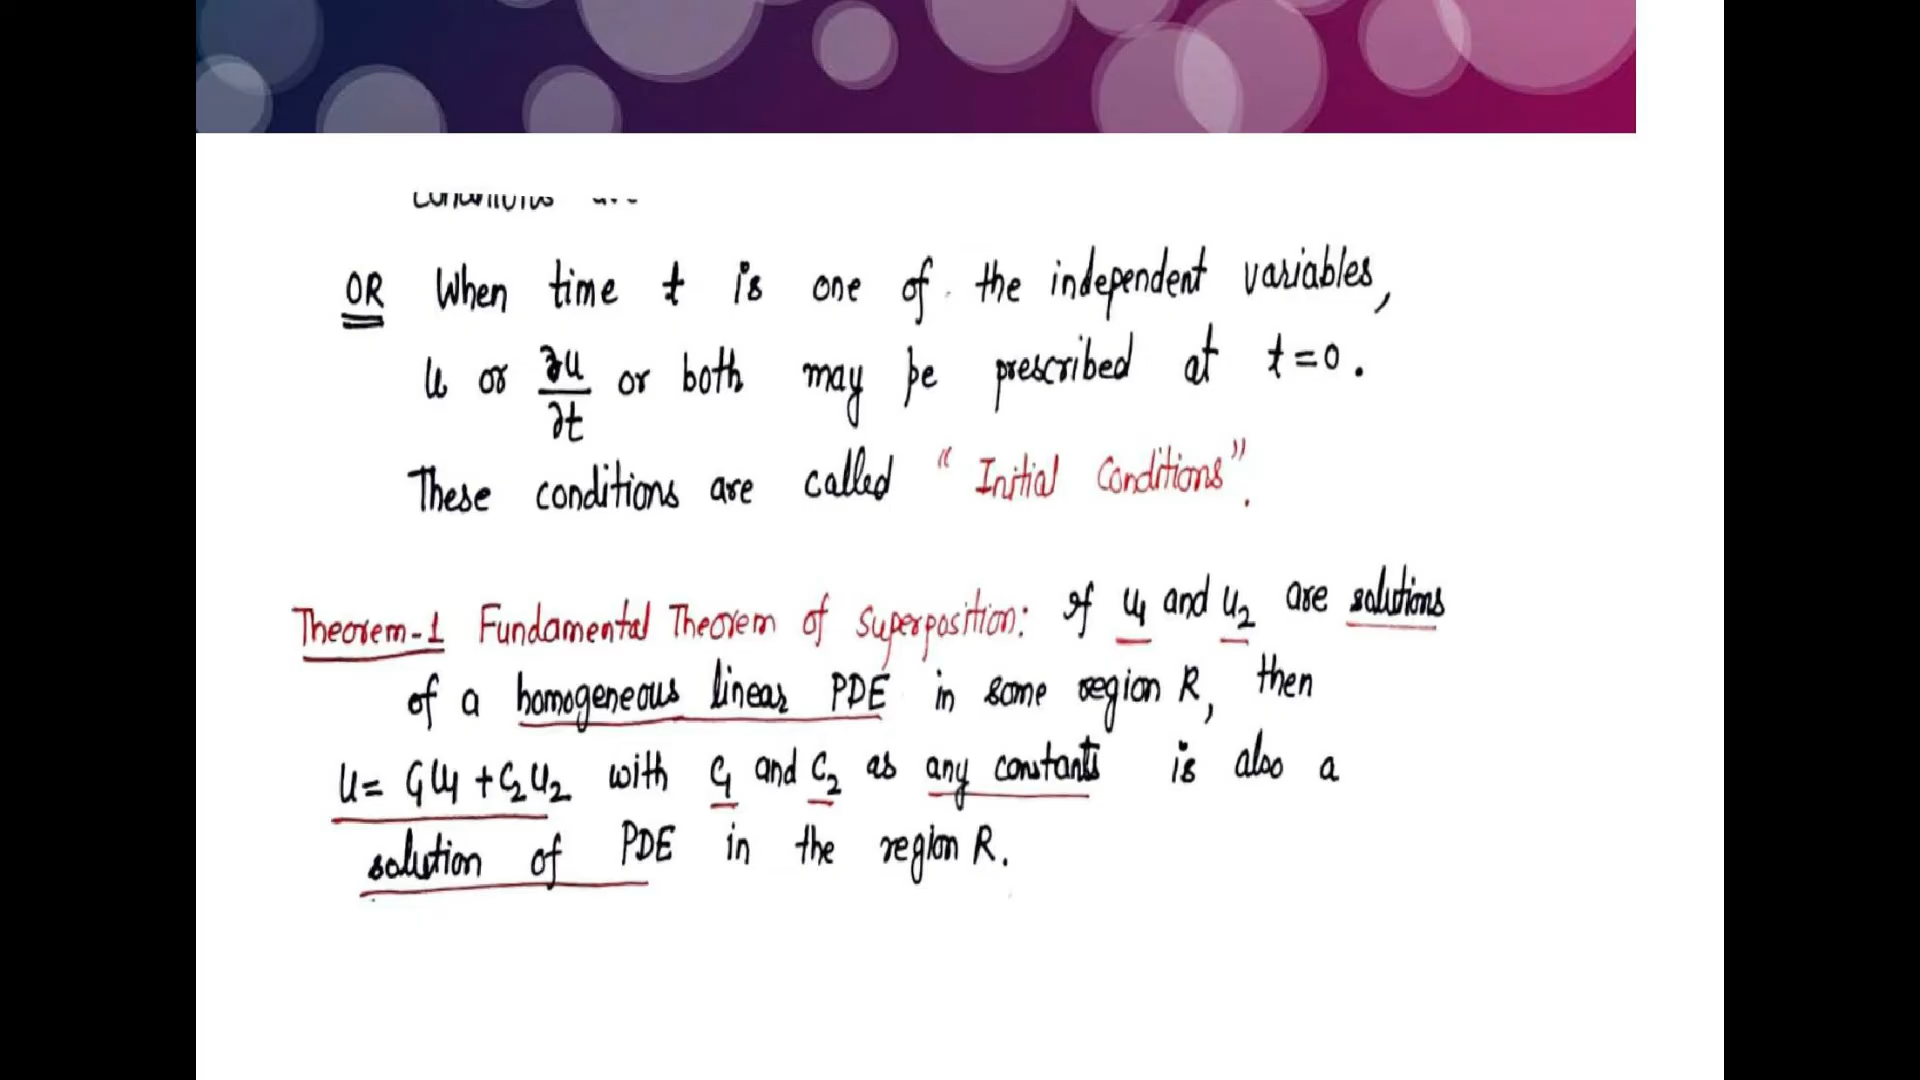 OR When time t is one of the independent variables,
u or ∂u/∂t or both may be prescribed at t=0.
These conditions are called "Initial Conditions".
Theorem-1 Fundamental Theorem of Superposition: If u₁ and u₂ are solutions
of a homogeneous linear PDE in some region R, then
u= C₁u₁ + C₂u₂ with C₁ and C₂ as any constants is also a
solution of PDE in the region R.